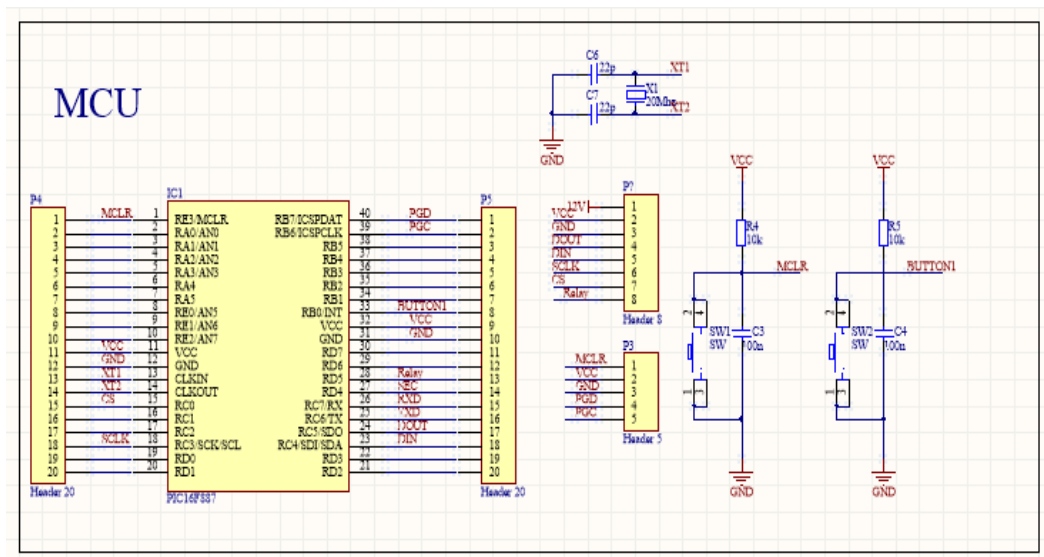 MCU
C6
22p
XT1
X1
20Mhz
C7
22p
XT2
GND
P4
1 MCLR
2
3
4
5
6
7
8
9
10
11 VCC
12 GND
13 XT1
14 XT2
15 CS
16
17
18 SCLK
19
20
Header 20
IC1
1 RE3/MCLR RB7/ICSPDAT 40
2 RA0/AN0 RB6/ICSPCLK 39
3 RA1/AN1 RB5 38
4 RA2/AN2 RB4 37
5 RA3/AN3 RB3 36
6 RA4 RB2 35
7 RA5 RB1 34
8 RE0/AN5 RB0/INT 33
9 RE1/AN6 VCC 32
10 RE2/AN7 GND 31
11 VCC RD7 30
12 GND RD6 29
13 CLKIN RD5 28
14 CLKOUT RD4 27
15 RC0 RC7/RX 26
16 RC1 RC6/TX 25
17 RC2 RC5/SDO 24
18 RC3/SCK/SCL RC4/SDI/SDA 23
19 RD0 RD3 22
20 RD1 RD2 21
PIC16F887
P5
PGD 1
PGC 2
3
4
5
6
7
BUTTON1 8
VCC 9
GND 10
11
12
Relay 13
NEC 14
RXD 15
16
DOUT 17
DIN 18
19
20
Header 20
P?
12V 1
VCC 2
GND 3
DOUT 4
DIN 5
SCLK 6
CS 7
Relay 8
Header 8
P3
MCLR 1
VCC 2
GND 3
PGD 4
PGC 5
Header 5
VCC
R4
10k
MCLR
2 4
SW1
SW
1 3
C3
100n
GND
VCC
R5
10k
BUTTON1
2 4
SW2
SW
1 3
C4
100n
GND